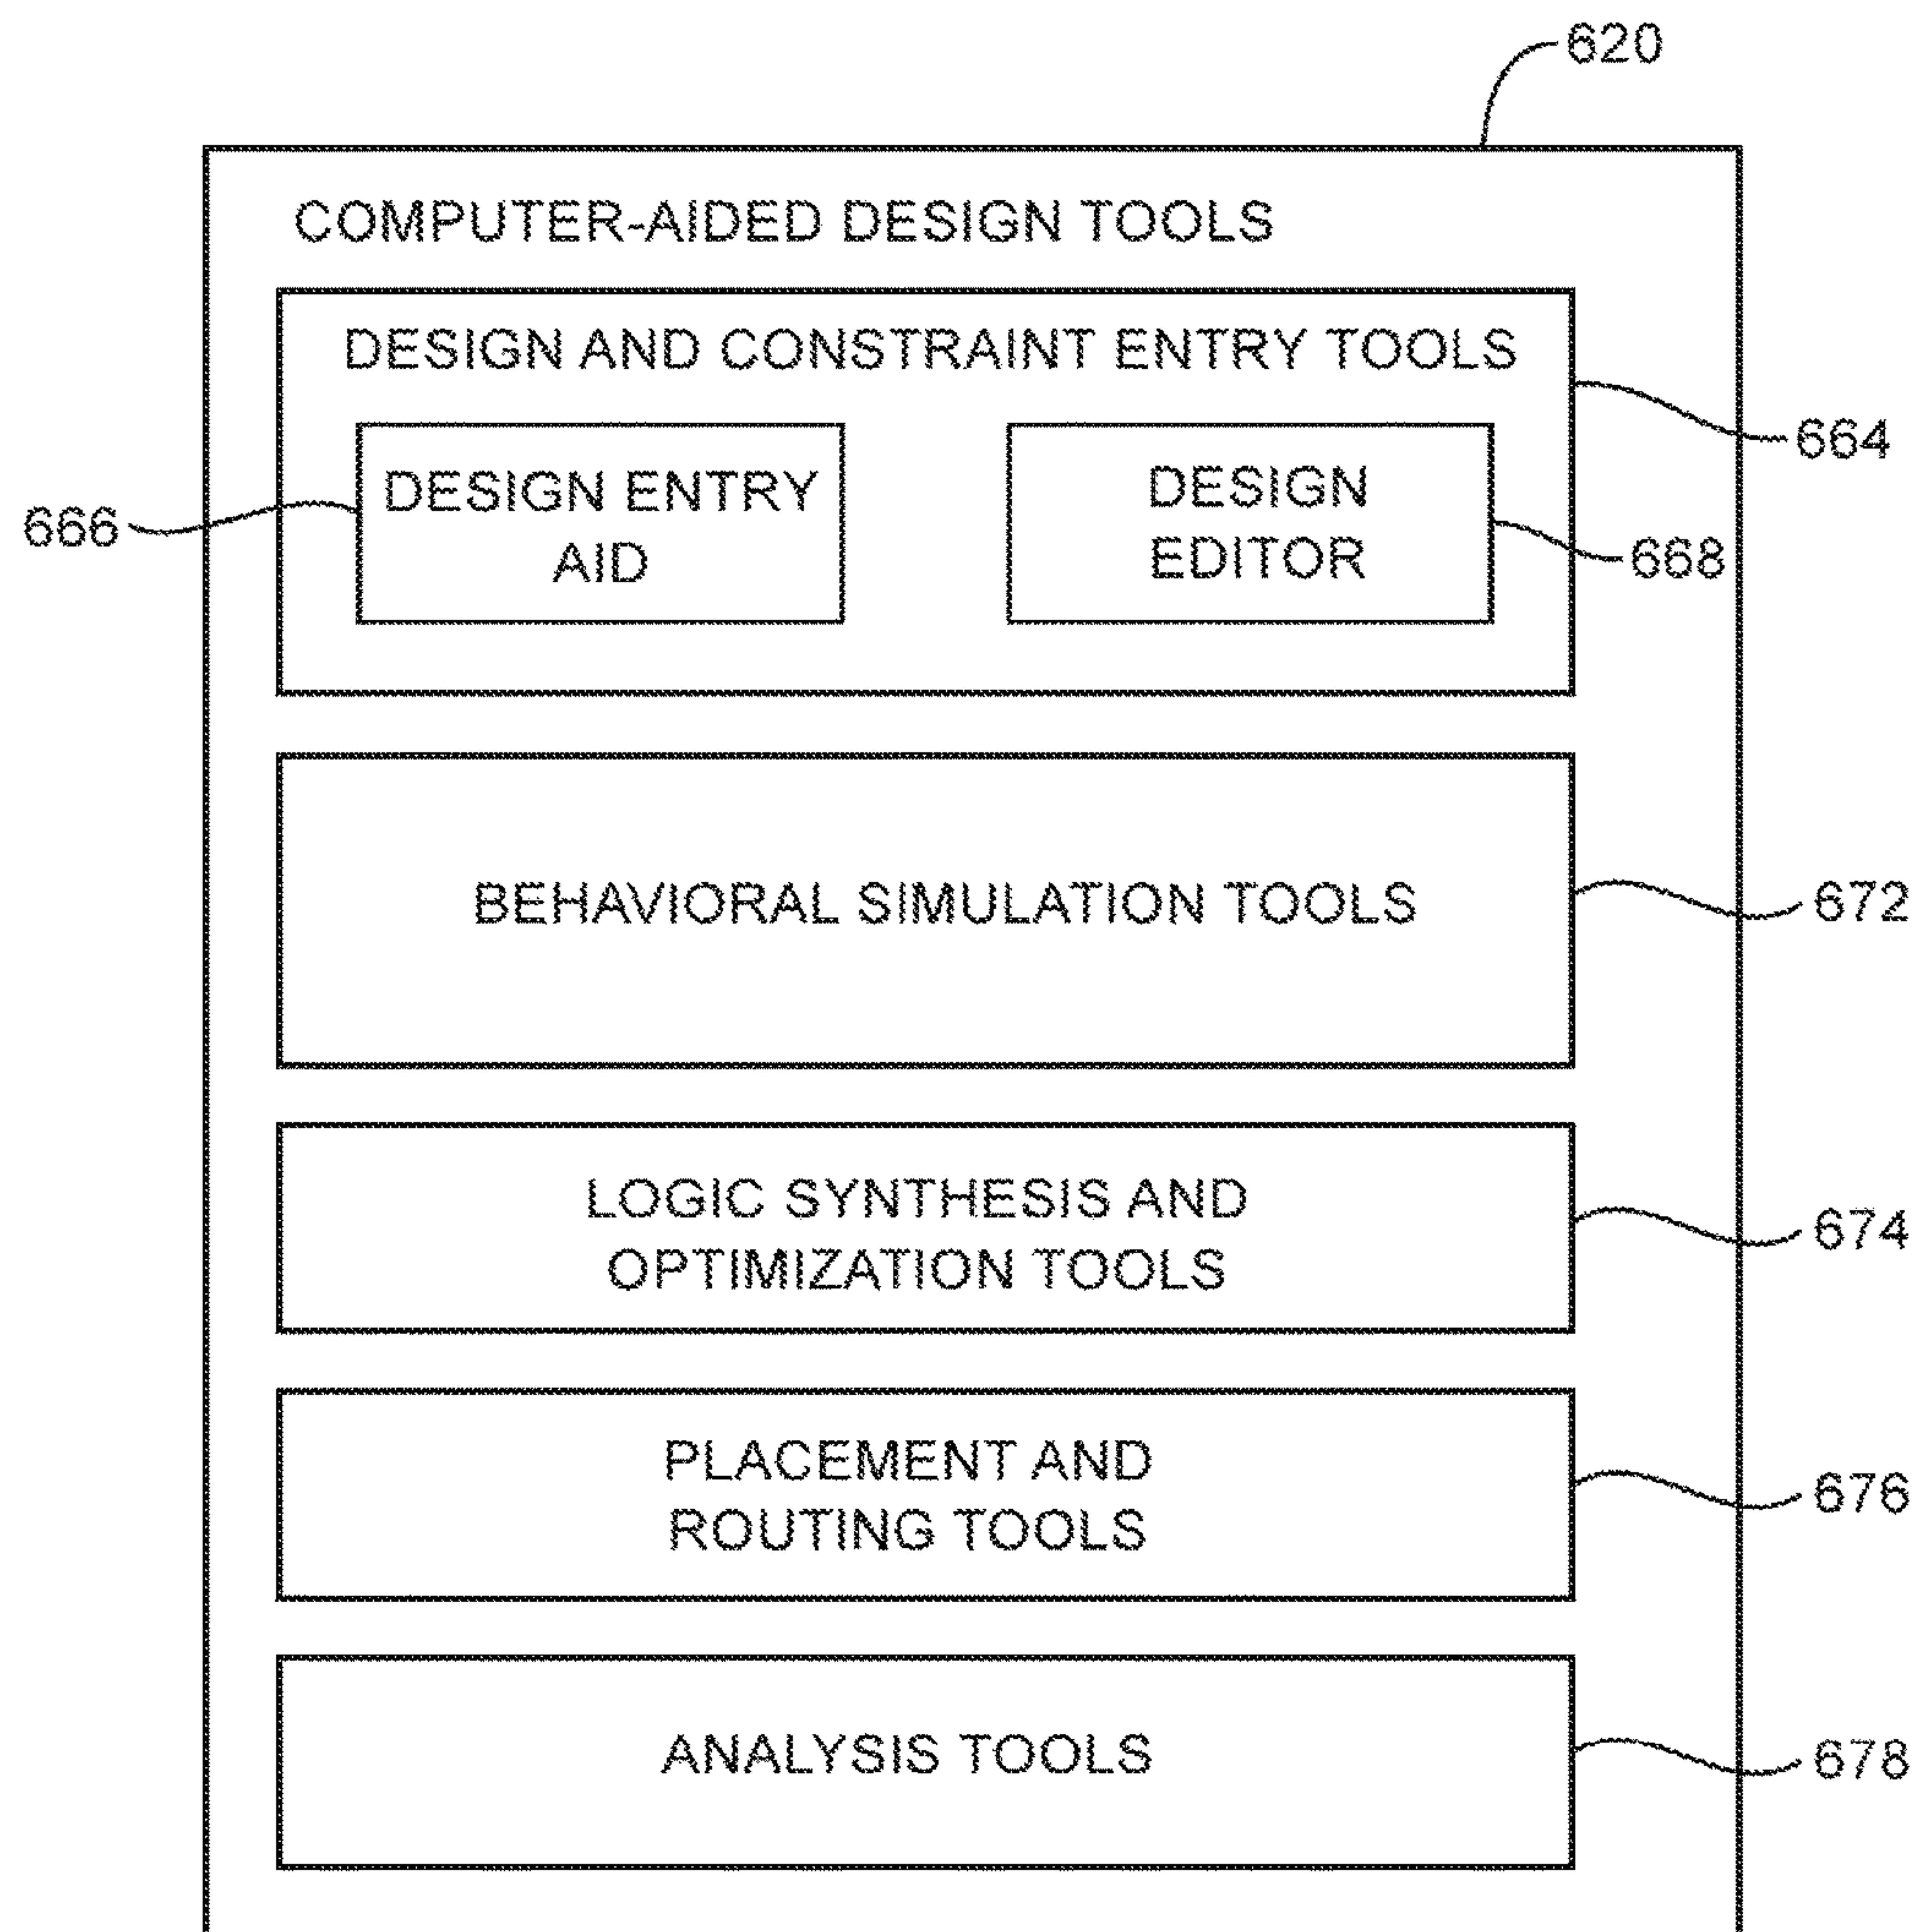 620
COMPUTER-AIDED DESIGN TOOLS
DESIGN AND CONSTRAINT ENTRY TOOLS
664
666
DESIGN ENTRY
AID
DESIGN
EDITOR
668
BEHAVIORAL SIMULATION TOOLS
672
LOGIC SYNTHESIS AND
OPTIMIZATION TOOLS
674
PLACEMENT AND
ROUTING TOOLS
676
ANALYSIS TOOLS
678